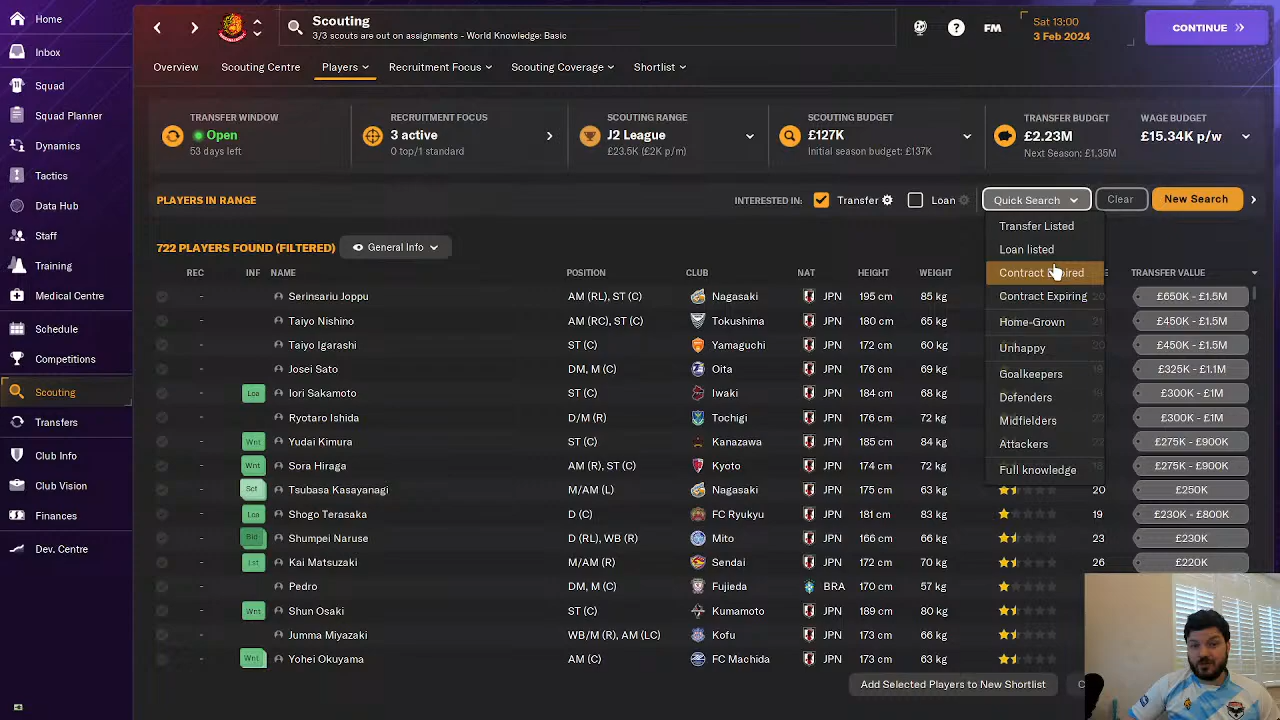 Home
Inbox
Squad
Squad Planner
Dynamics
Tactics
Data Hub
Staff
Training
Medical Centre
Schedule
Competitions
Scouting
Transfers
Club Info
Club Vision
Finances
Dev. Centre
Scouting
3/3 scouts are out on assignments - World Knowledge: Basic
FM
Sat 13:00
3 Feb 2024
CONTINUE
Overview Scouting Centre Players Recruitment Focus Scouting Coverage Shortlist
TRANSFER WINDOW
Open
53 days left
RECRUITMENT FOCUS
3 active
0 top/1 standard
SCOUTING RANGE
J2 League
£23.5K (£2K p/m)
SCOUTING BUDGET
£127K
Initial season budget: £137K
TRANSFER BUDGET
£2.23M
Next Season: £1.35M
WAGE BUDGET
£15.34K p/w
PLAYERS IN RANGE
INTERESTED IN: Transfer Loan Quick Search Clear New Search
722 PLAYERS FOUND (FILTERED) General Info
Transfer Listed
Loan listed
Contract Expired
Contract Expiring
Home-Grown
Unhappy
Goalkeepers
Defenders
Midfielders
Attackers
Full knowledge
REC INF NAME POSITION CLUB NAT HEIGHT WEIGHT TRANSFER VALUE
- Serinsariu Joppu AM (RL), ST (C) Nagasaki JPN 195 cm 85 kg £650K - £1.5M
- Taiyo Nishino AM (RC), ST (C) Tokushima JPN 180 cm 65 kg £450K - £1.5M
- Taiyo Igarashi ST (C) Yamaguchi JPN 172 cm 60 kg £450K - £1.5M
- Josei Sato DM, M (C) Oita JPN 176 cm 69 kg £325K - £1.1M
- Loa Iori Sakamoto ST (C) Iwaki JPN 184 cm 68 kg £300K - £1M
- Ryotaro Ishida D/M (R) Tochigi JPN 176 cm 72 kg £300K - £1M
- Wnt Yudai Kimura ST (C) Kanazawa JPN 185 cm 84 kg £275K - £900K
- Wnt Sora Hiraga AM (R), ST (C) Kyoto JPN 174 cm 72 kg £275K - £900K
- Sct Tsubasa Kasayanagi M/AM (L) Nagasaki JPN 175 cm 63 kg 20 £250K
- Loa Shogo Terasaka D (C) FC Ryukyu JPN 181 cm 83 kg 19 £230K - £800K
- Bid Shumpei Naruse D (RL), WB (R) Mito JPN 166 cm 66 kg 23 £230K
- Lst Kai Matsuzaki M/AM (R) Sendai JPN 172 cm 70 kg 26 £220K
- Pedro DM, M (C) Fujieda BRA 170 cm 57 kg
- Wnt Shun Osaki ST (C) Kumamoto JPN 189 cm 80 kg
- Jumma Miyazaki WB/M (R), AM (LC) Kofu JPN 173 cm 66 kg
- Wnt Yohei Okuyama AM (C) FC Machida JPN 173 cm 63 kg
Add Selected Players to New Shortlist